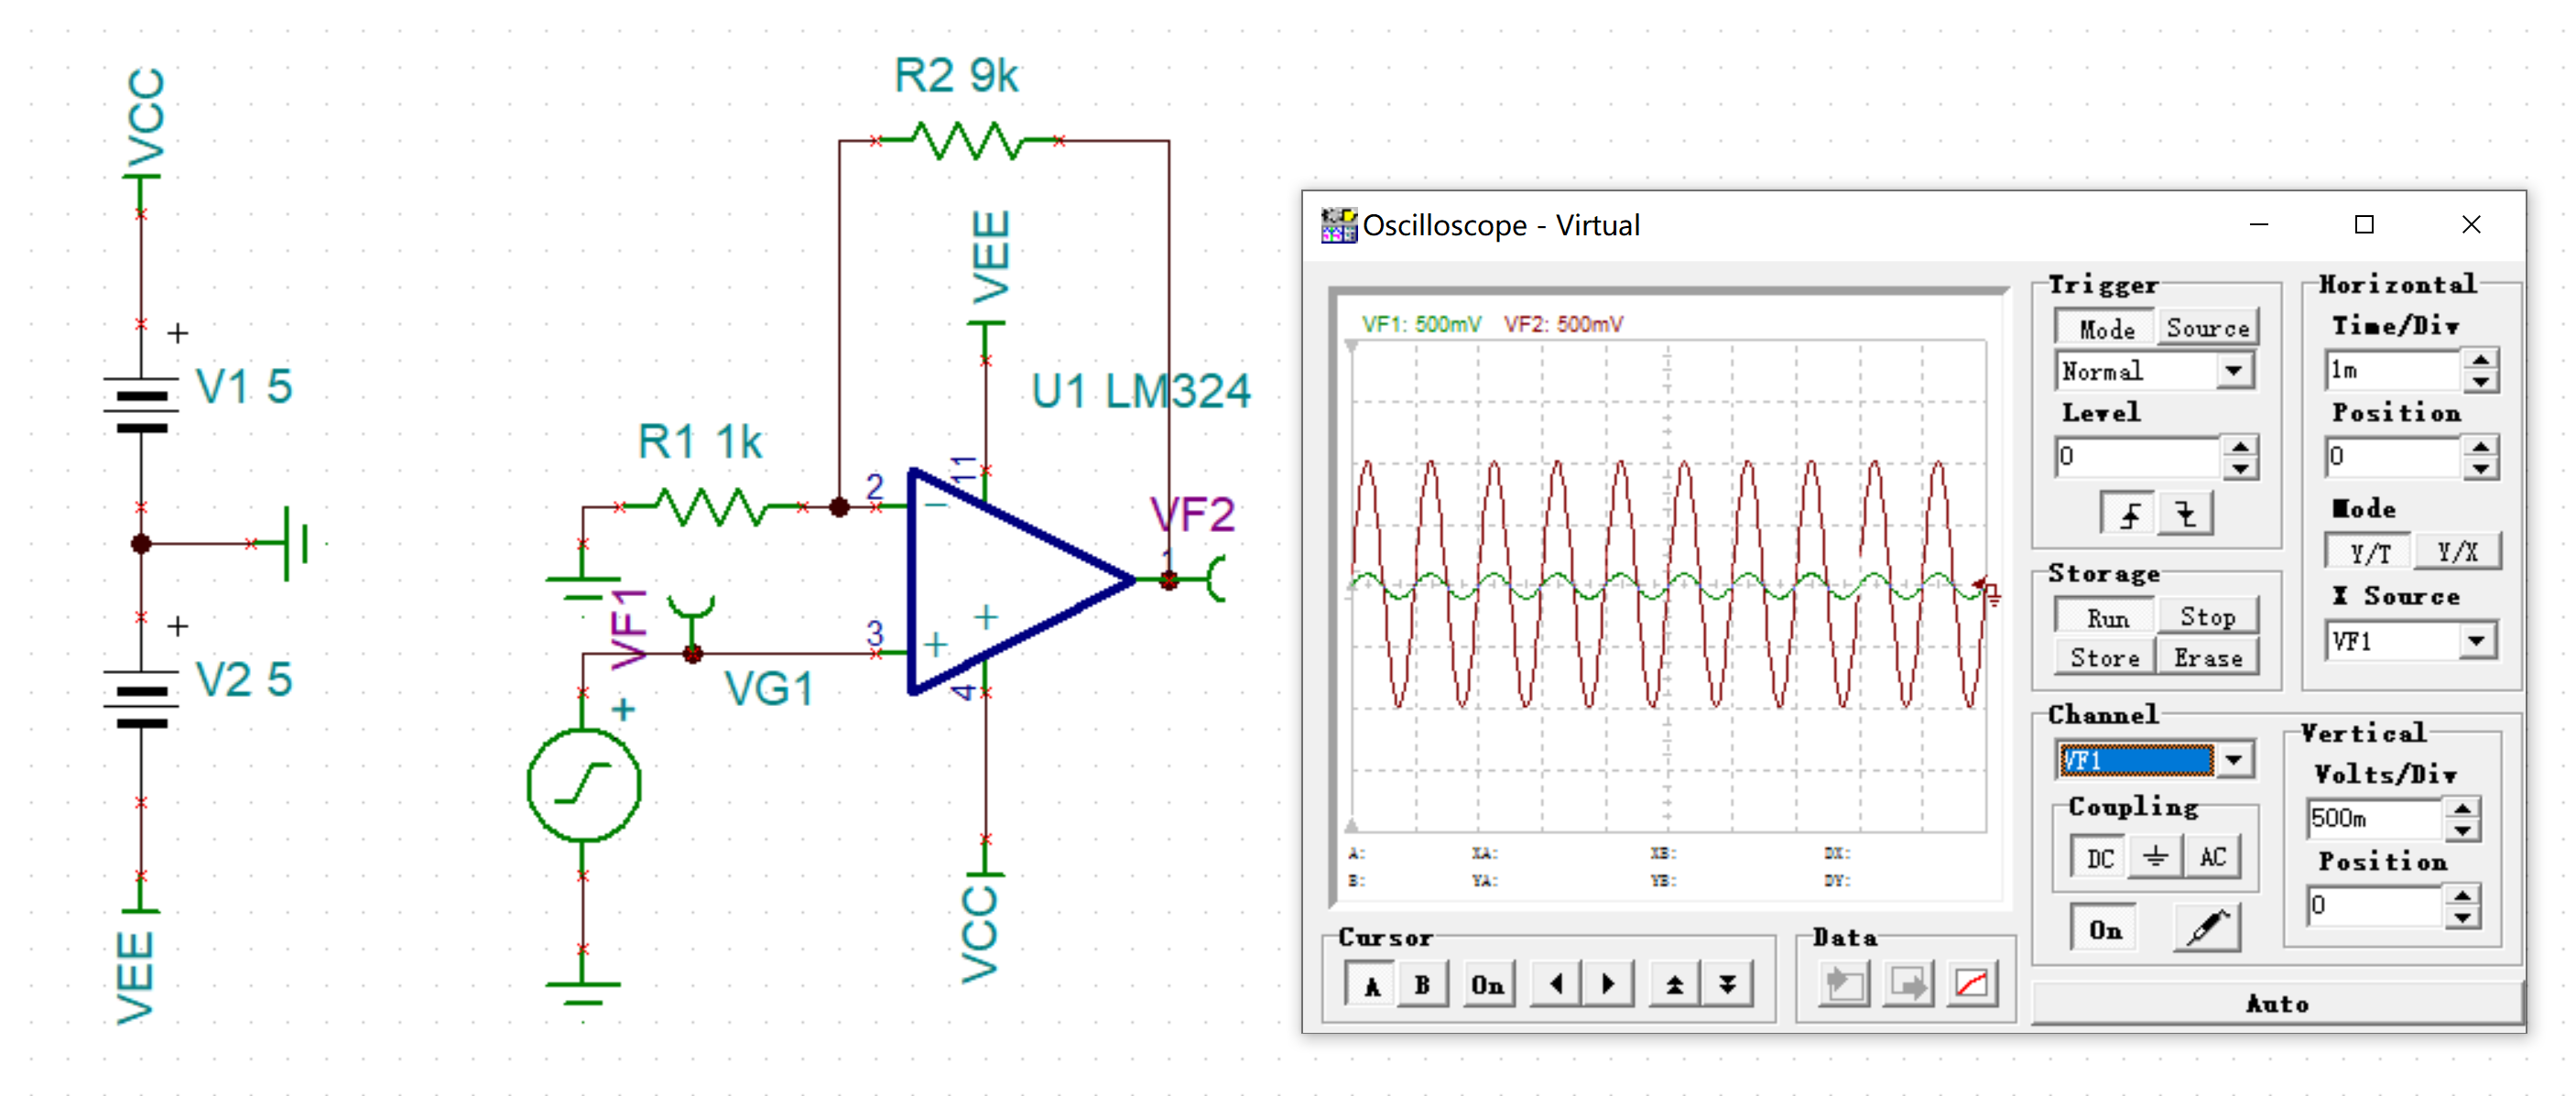 VCC
V1 5
V2 5
VEE
R2 9k
VEE
U1 LM324
R1 1k
2
11
VF2
1
VF1
3
4
VG1
VCC
Oscilloscope - Virtual
VF1: 500mV VF2: 500mV
A: XA: XB: DX:
B: YA: YB: DY:
Trigger
Mode Source
Normal
Level
0
Storage
Run Stop
Store Erase
Horizontal
Time/Div
1m
Position
0
Mode
Y/T Y/X
X Source
VF1
Channel
VF1
Coupling
DC AC
On
Vertical
Volts/Div
500m
Position
0
Cursor
A B On
Data
Auto